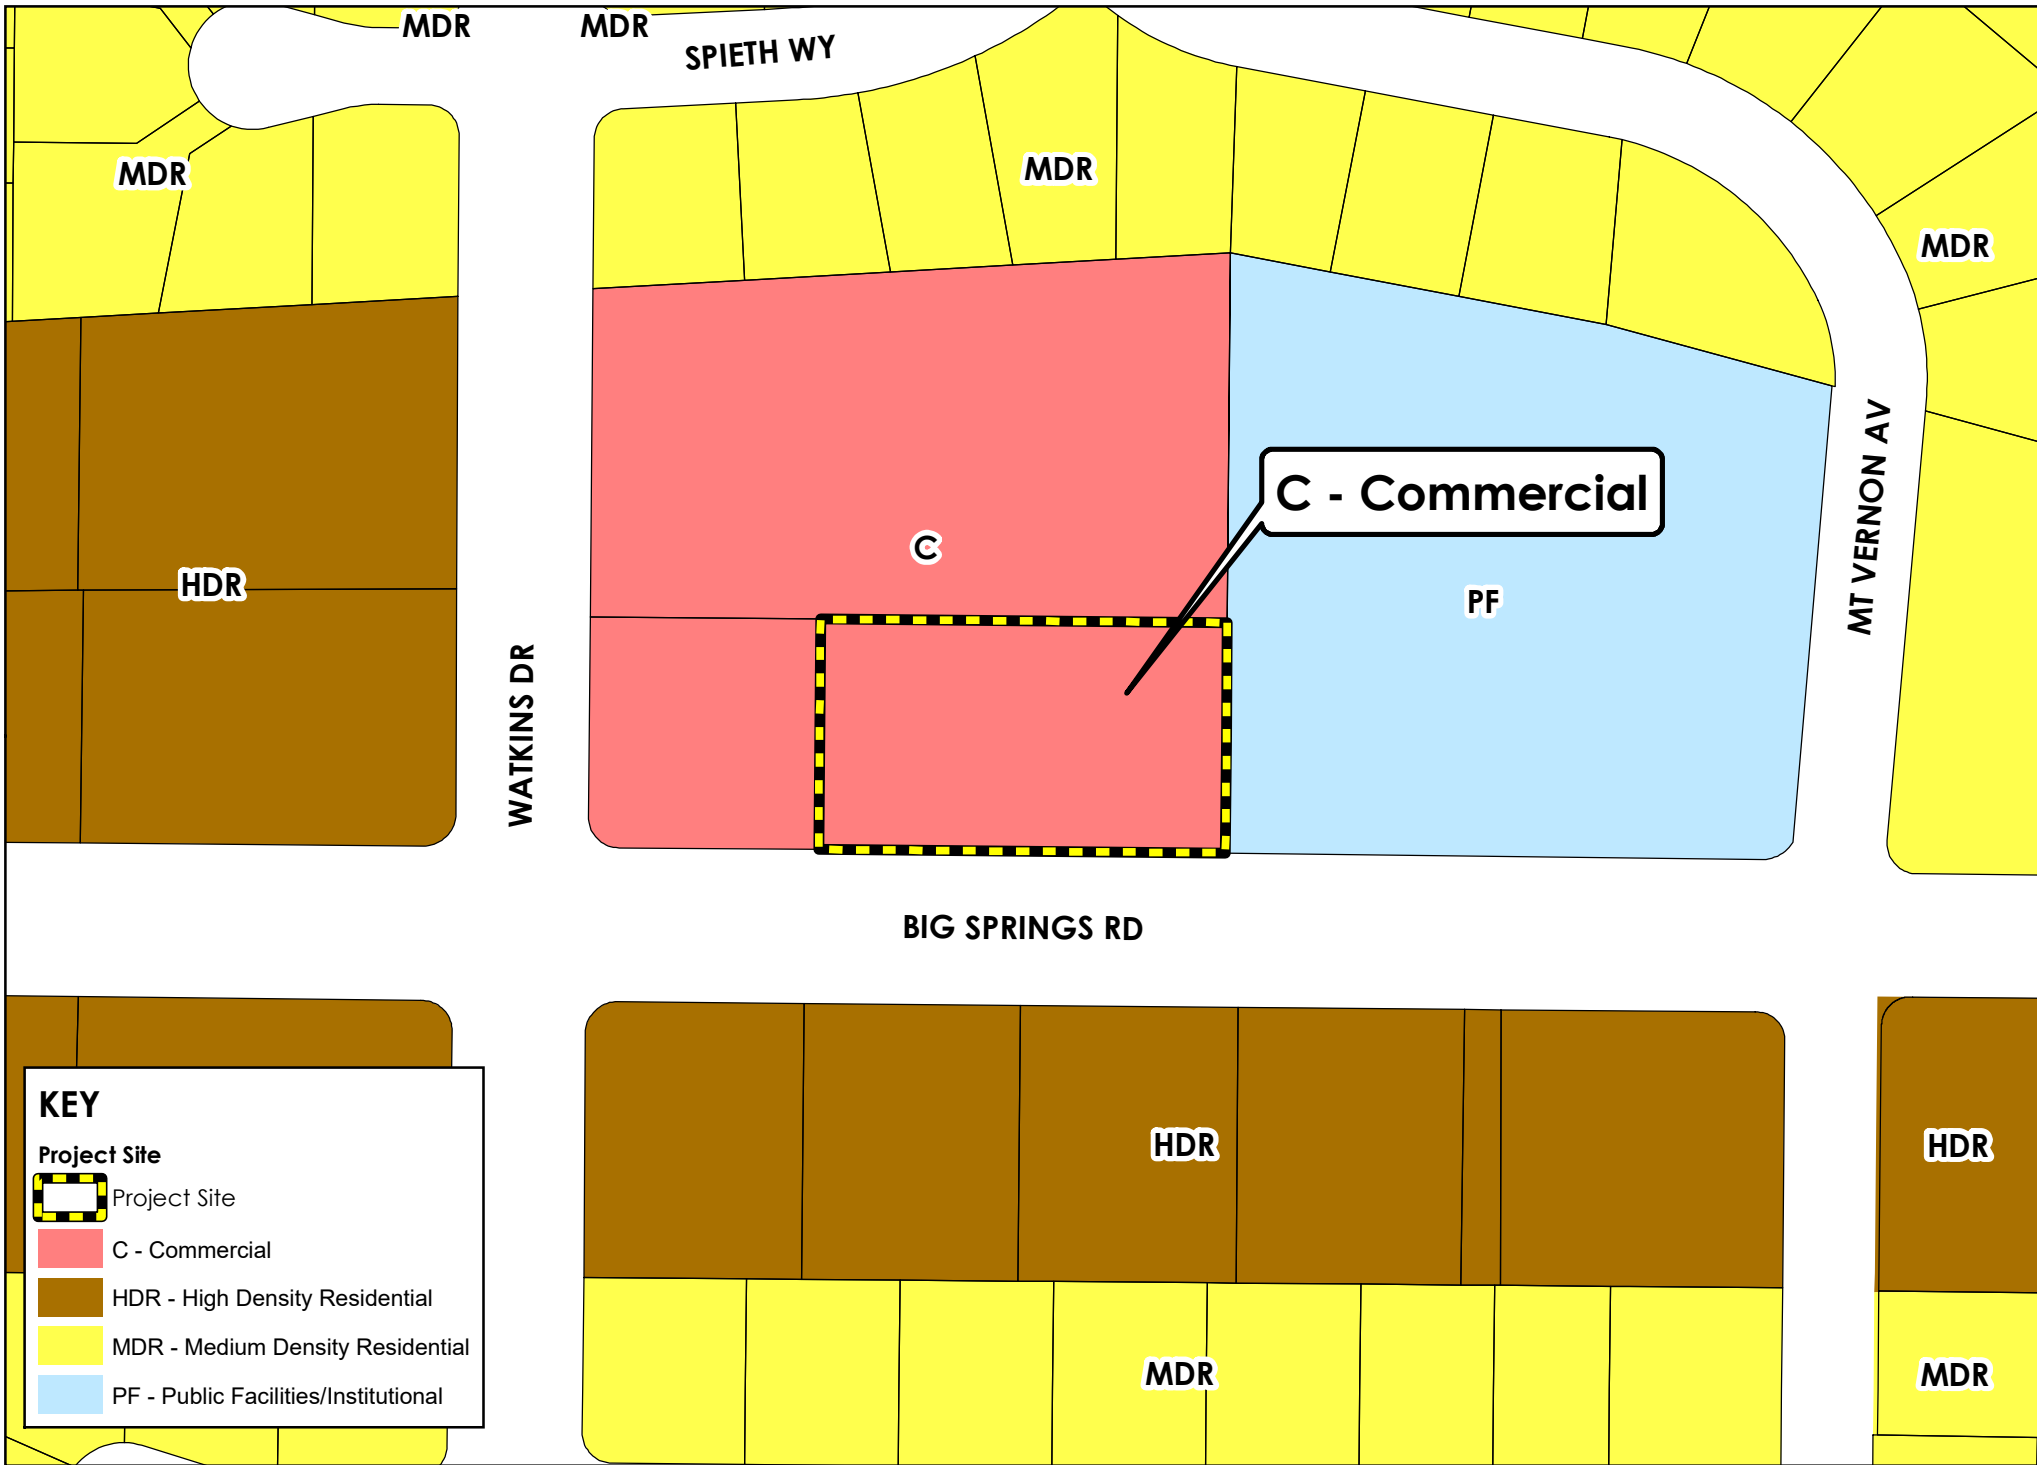 MDR
MDR
SPIETH WY
MDR
MDR
MDR
C - Commercial
C
HDR
PF
MT VERNON AV
WATKINS DR
BIG SPRINGS RD
HDR
HDR
MDR
MDR
KEY
Project Site
Project Site
C - Commercial
HDR - High Density Residential
MDR - Medium Density Residential
PF - Public Facilities/Institutional